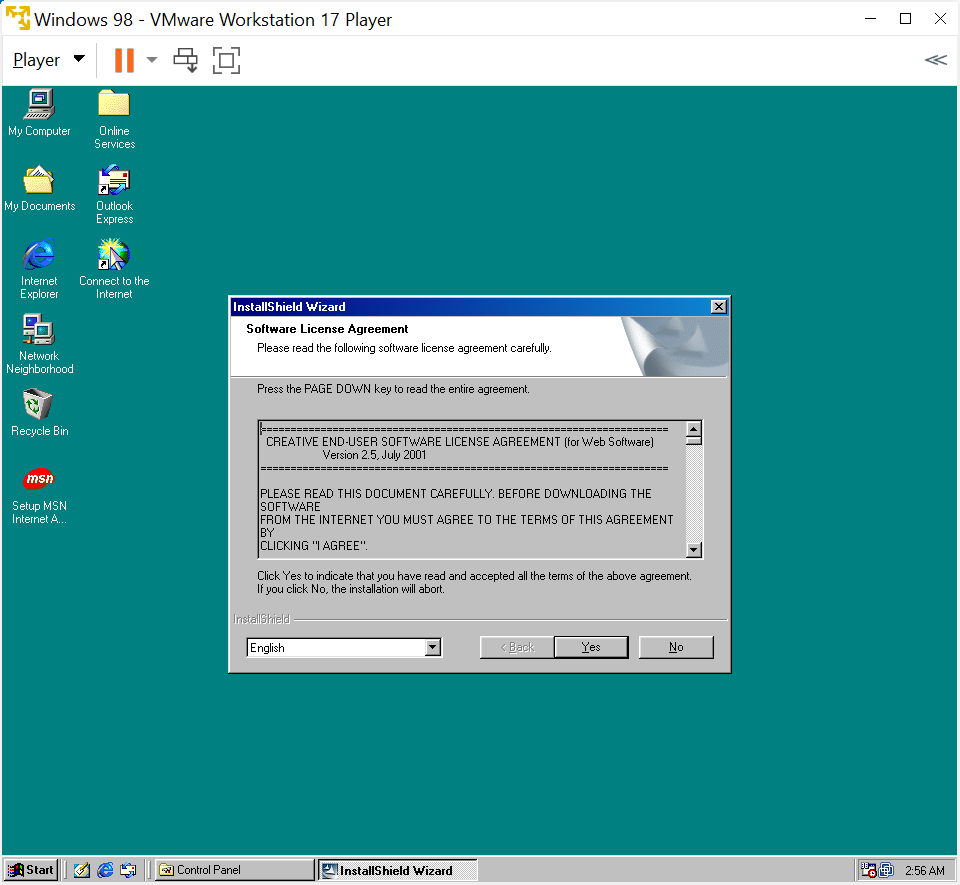 Windows 98 - VMware Workstation 17 Player
Player
My Computer
Online
Services
My Documents
Outlook
Express
Internet
Explorer
Connect to the
Internet
Network
Neighborhood
Recycle Bin
msn
Setup MSN
Internet A...
InstallShield Wizard
Software License Agreement
Please read the following software license agreement carefully.
Press the PAGE DOWN key to read the entire agreement.
CREATIVE END-USER SOFTWARE LICENSE AGREEMENT (for Web Software)
Version 2.5, July 2001
PLEASE READ THIS DOCUMENT CAREFULLY. BEFORE DOWNLOADING THE
SOFTWARE
FROM THE INTERNET YOU MUST AGREE TO THE TERMS OF THIS AGREEMENT
BY
CLICKING "I AGREE".
Click Yes to indicate that you have read and accepted all the terms of the above agreement.
If you click No, the installation will abort.
InstallShield
English
< Back
Yes
No
Start
Control Panel
InstallShield Wizard
2:56 AM